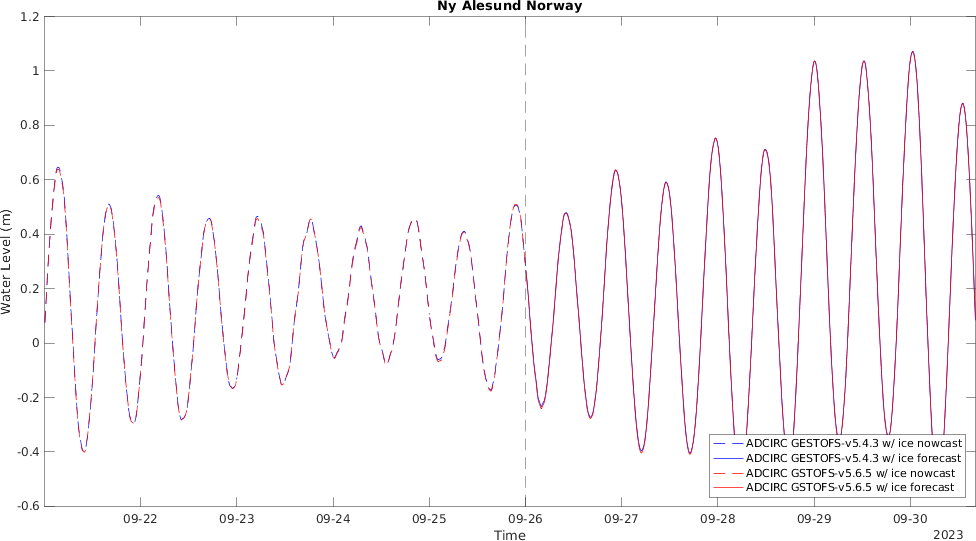 Ny Alesund Norway
1.2
1
0.8
0.6
0.4
0.2
0
-0.2
-0.4
-0.6
Water Level (m)
ADCIRC GESTOFS-v5.4.3 w/ ice nowcast
ADCIRC GESTOFS-v5.4.3 w/ ice forecast
ADCIRC GSTOFS-v5.6.5 w/ ice nowcast
ADCIRC GSTOFS-v5.6.5 w/ ice forecast
09-22 09-23 09-24 09-25 09-26 09-27 09-28 09-29 09-30
Time
2023